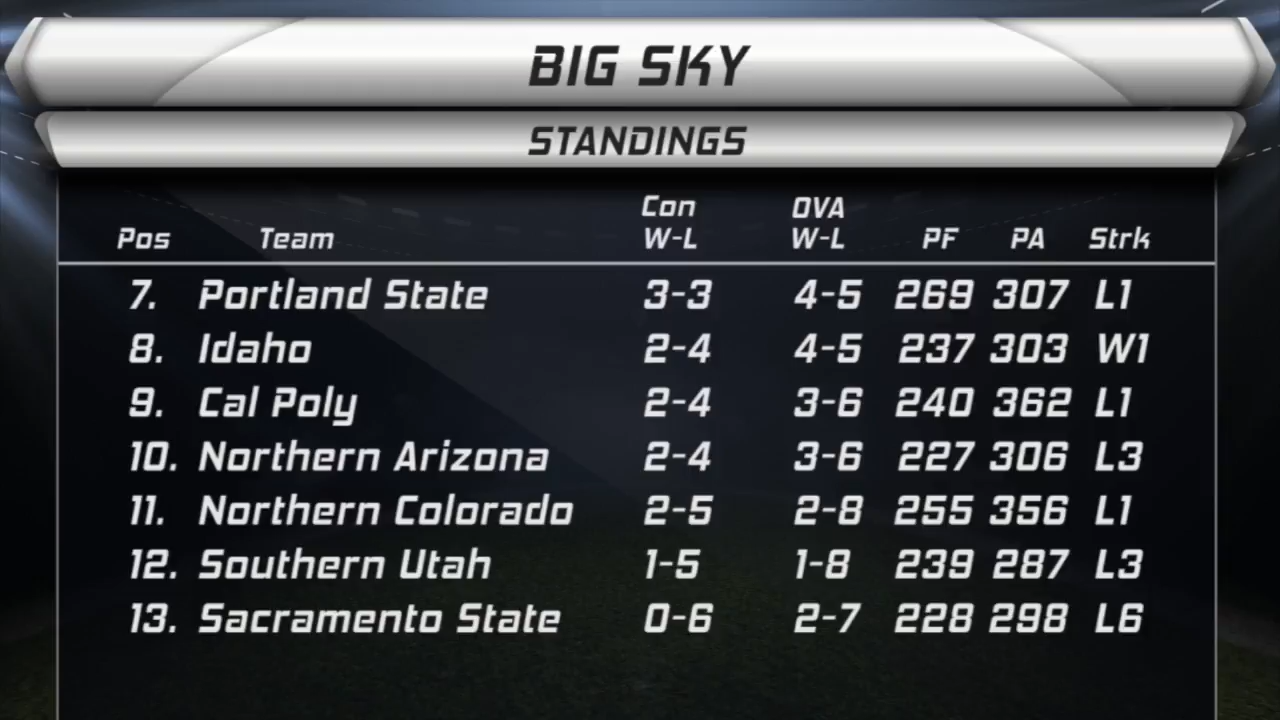 BIG SKY
STANDINGS
Con OVA
Pos Team W-L W-L PF PA Strk
7. Portland State 3-3 4-5 269 307 L1
8. Idaho 2-4 4-5 237 303 W1
9. Cal Poly 2-4 3-6 240 362 L1
10. Northern Arizona 2-4 3-6 227 306 L3
11. Northern Colorado 2-5 2-8 255 356 L1
12. Southern Utah 1-5 1-8 239 287 L3
13. Sacramento State 0-6 2-7 228 298 L6